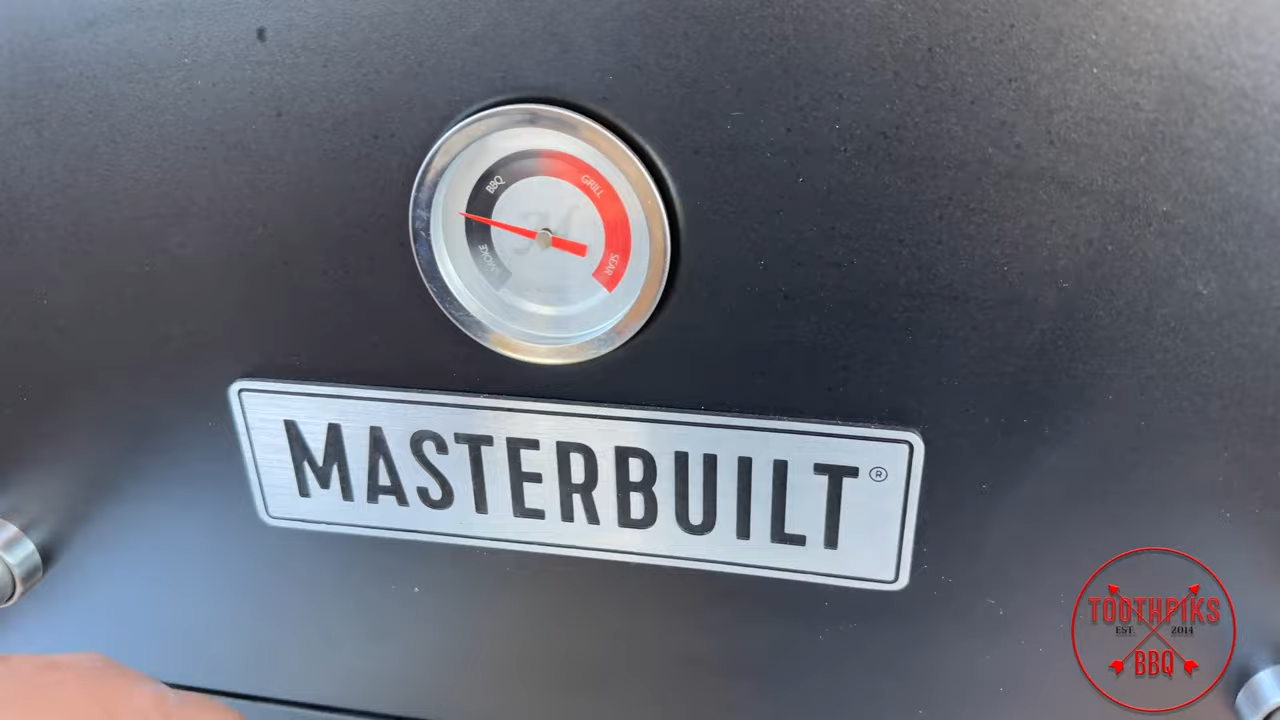 BBQ
GRILL
SMOKE
SEAR
MASTERBUILT®
TOOTHPIKS
EST. 2014
BBQ